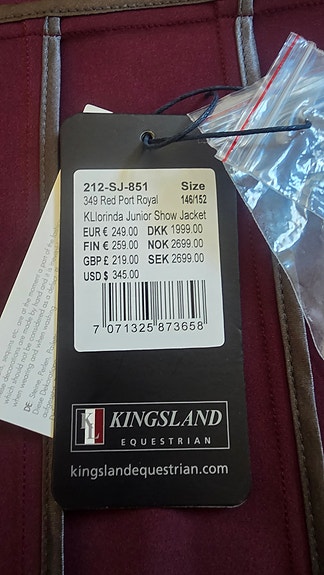 212-SJ-851 Size
349 Red Port Royal 146/152
KLlorinda Junior Show Jacket
EUR € 249.00 DKK 1999.00
FIN € 259.00 NOK 2699.00
GBP £ 219.00 SEK 2699.00
USD $ 345.00
7 071325 873658
KL
KINGSLAND
EQUESTRIAN
kingslandequestrian.com